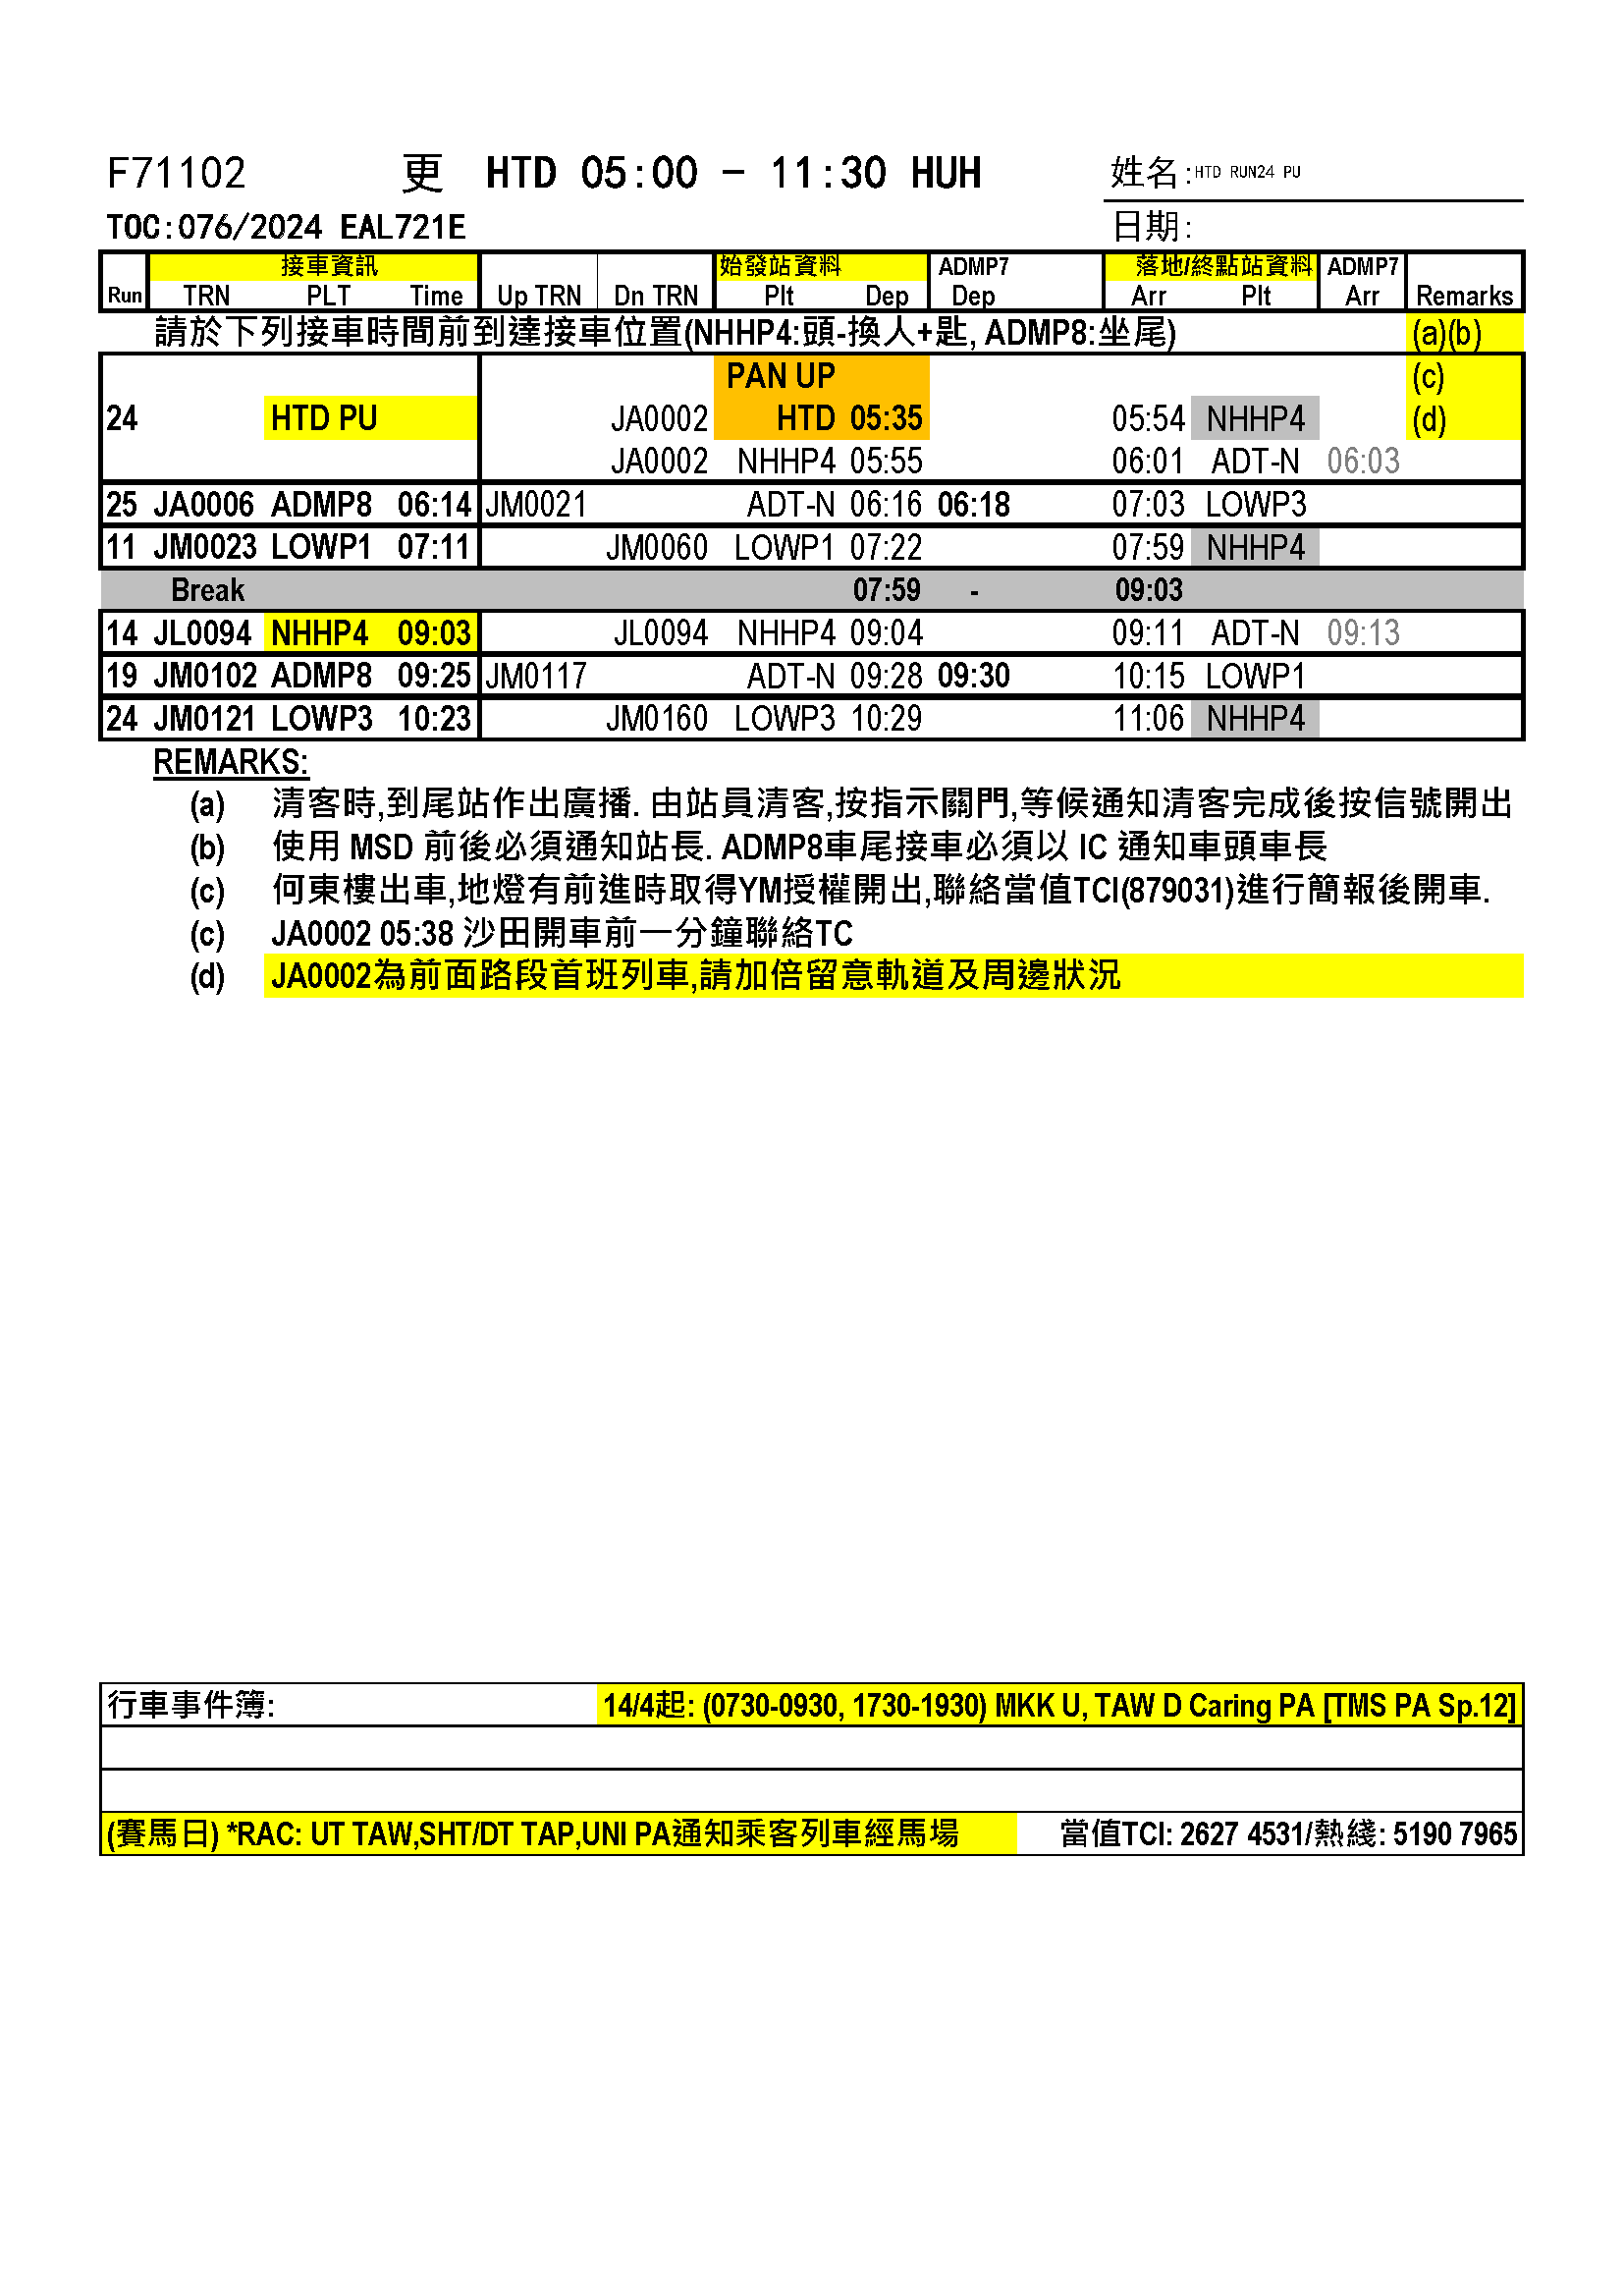 F71102 更 HTD 05:00 - 11:30 HUH 姓名:HTD RUN24 PU
TOC:076/2024 EAL721E 日期:
接車資訊 始發站資料 ADMP7 落地/終點站資料 ADMP7
Run TRN PLT Time Up TRN Dn TRN Plt Dep Dep Arr Plt Arr Remarks
請於下列接車時間前到達接車位置(NHHP4:頭-換人+匙, ADMP8:坐尾) (a)(b)
PAN UP (c)
24 HTD PU JA0002 HTD 05:35 05:54 NHHP4 (d)
JA0002 NHHP4 05:55 06:01 ADT-N 06:03
25 JA0006 ADMP8 06:14 JM0021 ADT-N 06:16 06:18 07:03 LOWP3
11 JM0023 LOWP1 07:11 JM0060 LOWP1 07:22 07:59 NHHP4
Break 07:59 - 09:03
14 JL0094 NHHP4 09:03 JL0094 NHHP4 09:04 09:11 ADT-N 09:13
19 JM0102 ADMP8 09:25 JM0117 ADT-N 09:28 09:30 10:15 LOWP1
24 JM0121 LOWP3 10:23 JM0160 LOWP3 10:29 11:06 NHHP4
REMARKS:
(a) 清客時,到尾站作出廣播. 由站員清客,按指示關門,等候通知清客完成後按信號開出
(b) 使用 MSD 前後必須通知站長. ADMP8車尾接車必須以 IC 通知車頭車長
(c) 何東樓出車,地燈有前進時取得YM授權開出,聯絡當值TCI(879031)進行簡報後開車.
(c) JA0002 05:38 沙田開車前一分鐘聯絡TC
(d) JA0002為前面路段首班列車,請加倍留意軌道及周邊狀況
行車事件簿: 14/4起: (0730-0930, 1730-1930) MKK U, TAW D Caring PA [TMS PA Sp.12]
(賽馬日) *RAC: UT TAW,SHT/DT TAP,UNI PA通知乘客列車經馬場 當值TCI: 2627 4531/熱綫: 5190 7965